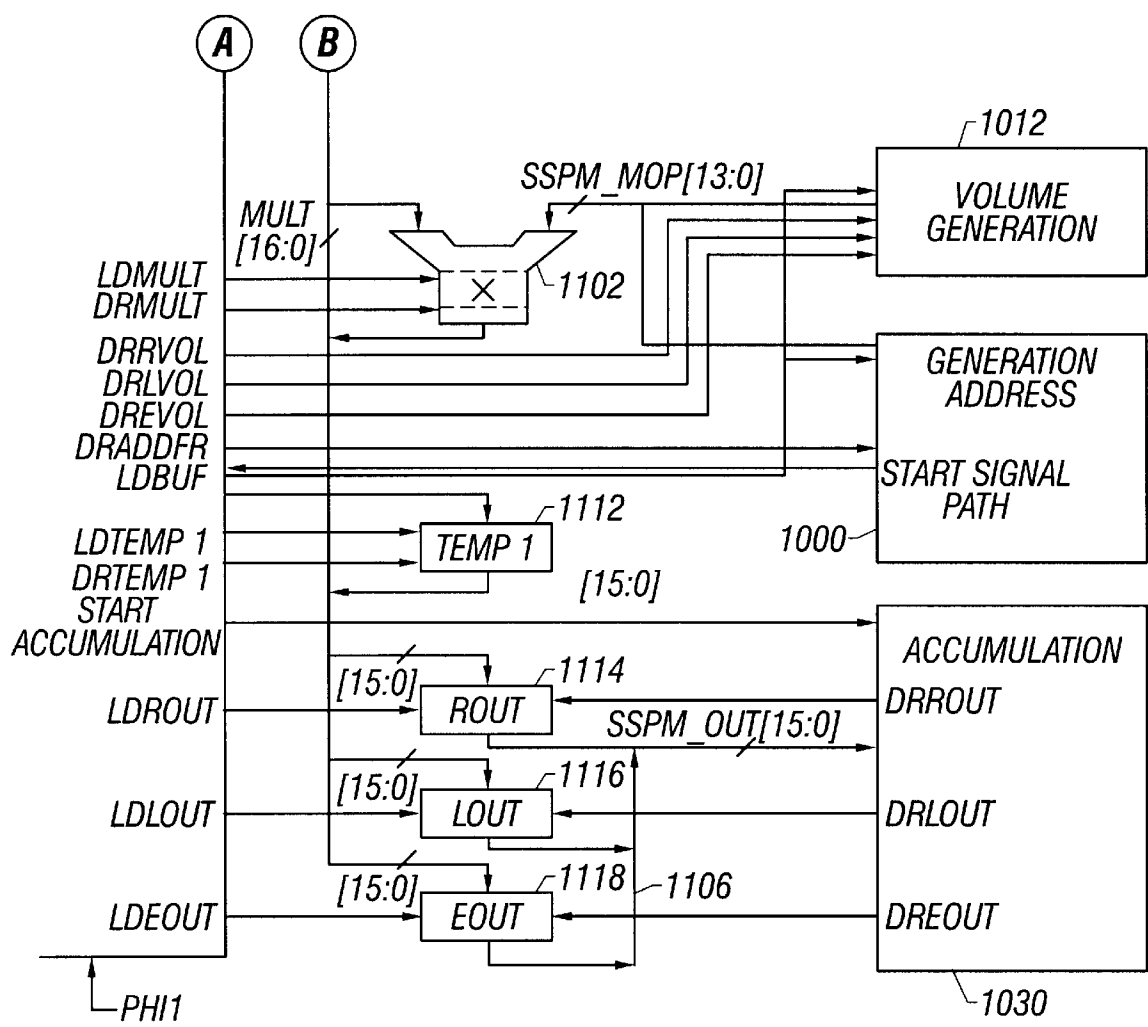 A
B
1012
VOLUME
GENERATION
SSPM_MOP[13:0]
MULT
[16:0]
1102
X
LDMULT
DRMULT
DRRVOL
DRLVOL
DREVOL
DRADDFR
LDBUF
GENERATION
ADDRESS
START SIGNAL
PATH
1000
1112
TEMP 1
LDTEMP 1
DRTEMP 1
[15:0]
START
ACCUMULATION
ACCUMULATION
[15:0]
1114
LDROUT
ROUT
DRROUT
SSPM_OUT[15:0]
[15:0]
1116
LDLOUT
LOUT
DRLOUT
[15:0]
1118
1106
LDEOUT
EOUT
DREOUT
PHI1
1030